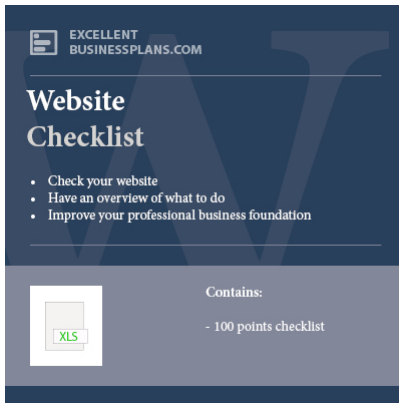 EXCELLENT
BUSINESSPLANS.COM
Website
Checklist
• Check your website
• Have an overview of what to do
• Improve your professional business foundation
Contains:
- 100 points checklist
XLS